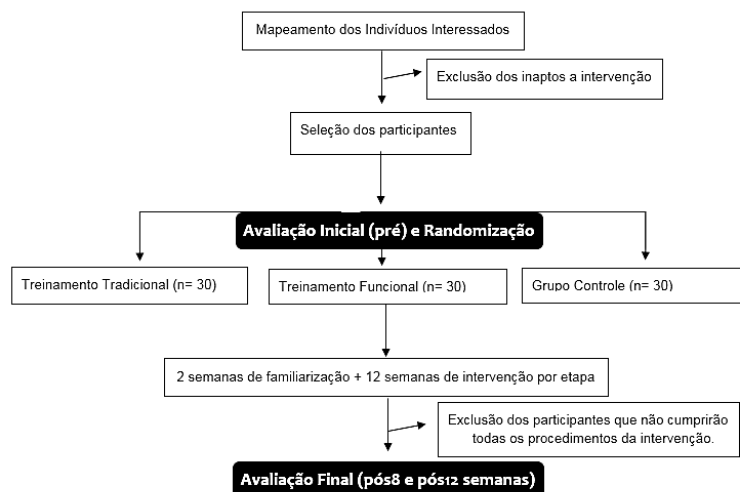 Mapeamento dos Indivíduos Interessados
Exclusão dos inaptos a intervenção
Seleção dos participantes
Avaliação Inicial (pré) e Randomização
Treinamento Tradicional (n= 30)
Treinamento Funcional (n= 30)
Grupo Controle (n= 30)
2 semanas de familiarização + 12 semanas de intervenção por etapa
Exclusão dos participantes que não cumprirão
todas os procedimentos da intervenção.
Avaliação Final (pós8 e pós12 semanas)